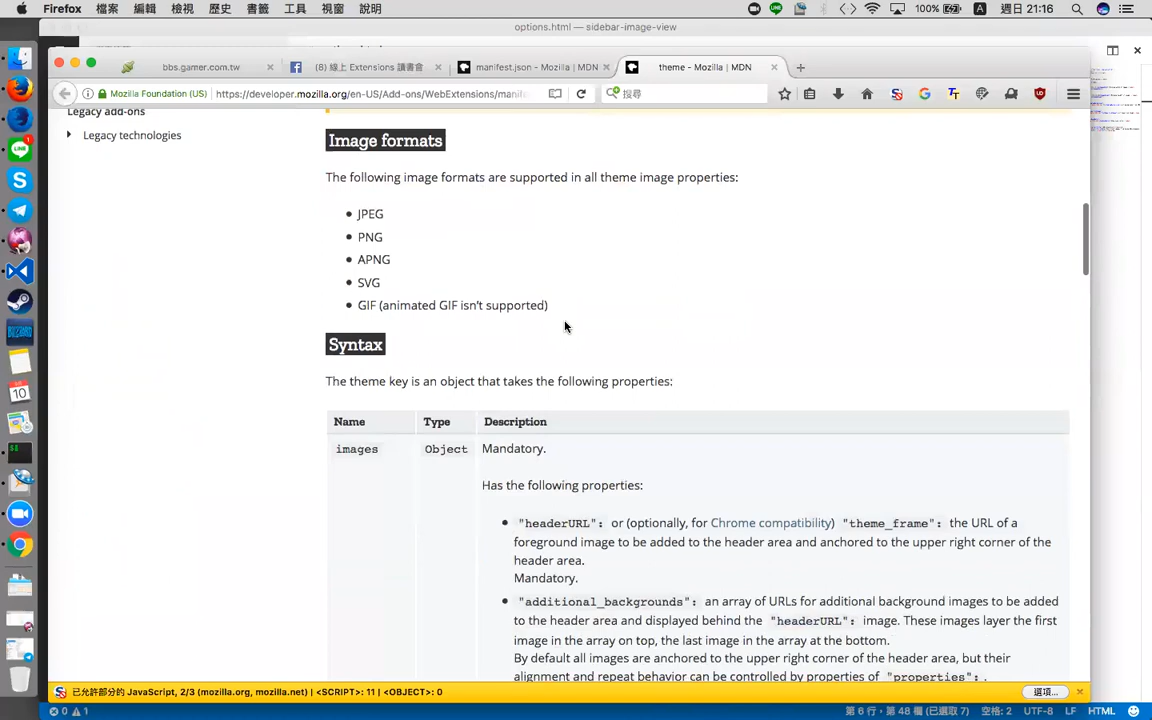 Firefox 檔案 編輯 檢視 歷史 書籤 工具 視窗 說明 100% A 週日 21:16
options.html — sidebar-image-view
bbs.gamer.com.tw × (8) 線上 Extensions 讀書會 × manifest.json - Mozilla | MDN × theme - Mozilla | MDN × +
Mozilla Foundation (US) https://developer.mozilla.org/en-US/Add-ons/WebExtensions/manif 搜尋
Legacy add-ons
Legacy technologies
Image formats
The following image formats are supported in all theme image properties:
JPEG
PNG
APNG
SVG
GIF (animated GIF isn't supported)
Syntax
The theme key is an object that takes the following properties:
Name Type Description
images Object Mandatory.
Has the following properties:
"headerURL": or (optionally, for Chrome compatibility) "theme_frame": the URL of a
foreground image to be added to the header area and anchored to the upper right corner of the
header area.
Mandatory.
"additional_backgrounds": an array of URLs for additional background images to be added
to the header area and displayed behind the "headerURL": image. These images layer the first
image in the array on top, the last image in the array at the bottom.
By default all images are anchored to the upper right corner of the header area, but their
alignment and repeat behavior can be controlled by properties of "properties":.
已允許部分的 JavaScript, 2/3 (mozilla.org, mozilla.net) | <SCRIPT>: 11 | <OBJECT>: 0 選項... ×
0 1 第 6 行，第 48 欄 (已選取 7) 空格: 2 UTF-8 LF HTML